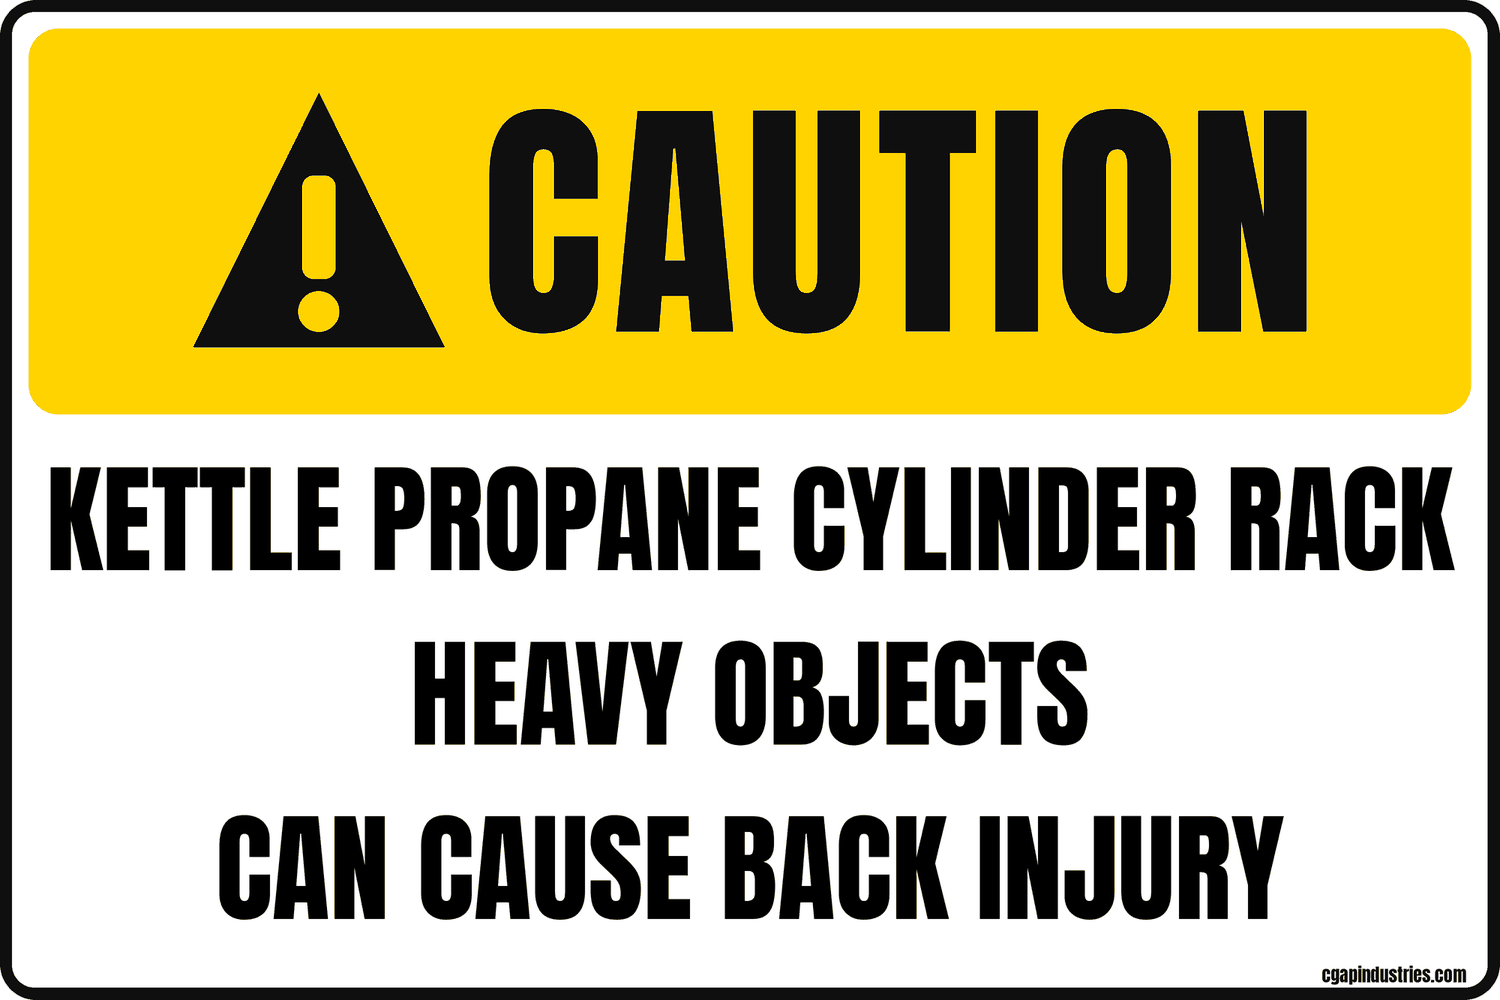 CAUTION
KETTLE PROPANE CYLINDER RACK
HEAVY OBJECTS
CAN CAUSE BACK INJURY
cgapindustries.com